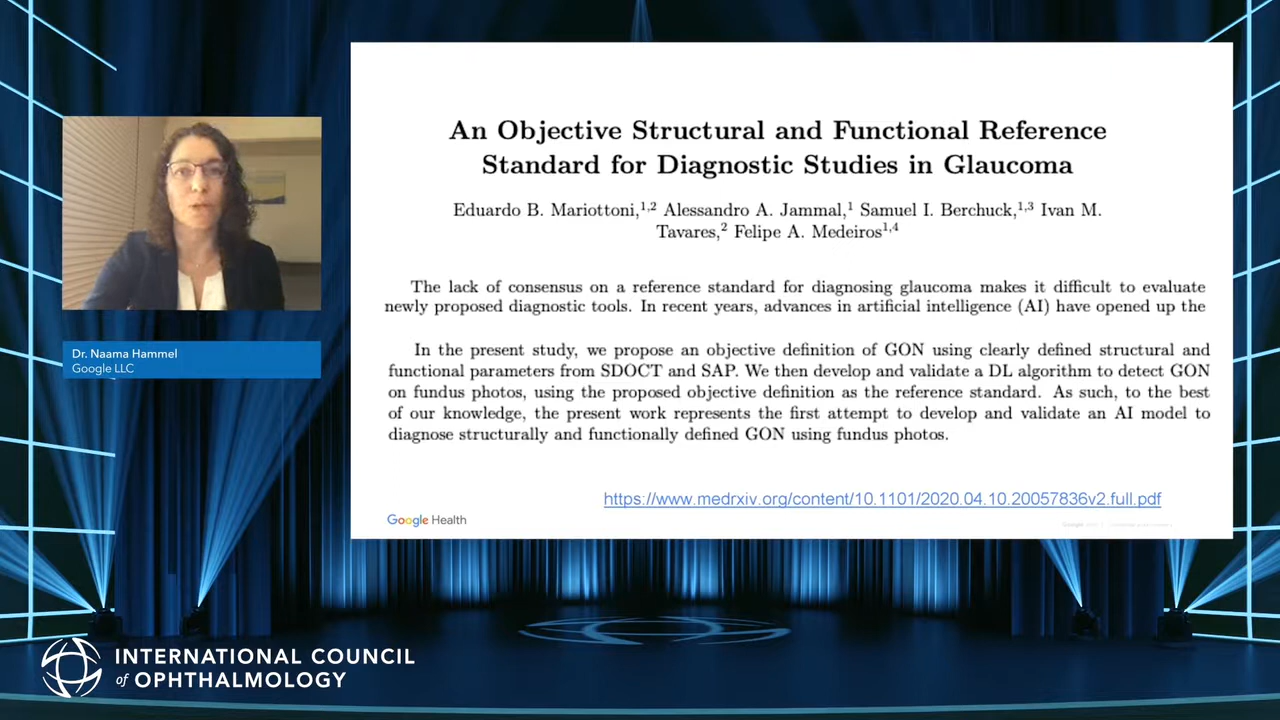 An Objective Structural and Functional Reference
Standard for Diagnostic Studies in Glaucoma
Eduardo B. Mariottoni,1,2 Alessandro A. Jammal,1 Samuel I. Berchuck,1,3 Ivan M.
Tavares,2 Felipe A. Medeiros1,4
The lack of consensus on a reference standard for diagnosing glaucoma makes it difficult to evaluate
newly proposed diagnostic tools. In recent years, advances in artificial intelligence (AI) have opened up the
In the present study, we propose an objective definition of GON using clearly defined structural and
functional parameters from SDOCT and SAP. We then develop and validate a DL algorithm to detect GON
on fundus photos, using the proposed objective definition as the reference standard. As such, to the best
of our knowledge, the present work represents the first attempt to develop and validate an AI model to
diagnose structurally and functionally defined GON using fundus photos.
https://www.medrxiv.org/content/10.1101/2020.04.10.20057836v2.full.pdf
Google Health
Google
Dr. Naama Hammel
Google LLC
INTERNATIONAL COUNCIL
of OPHTHALMOLOGY